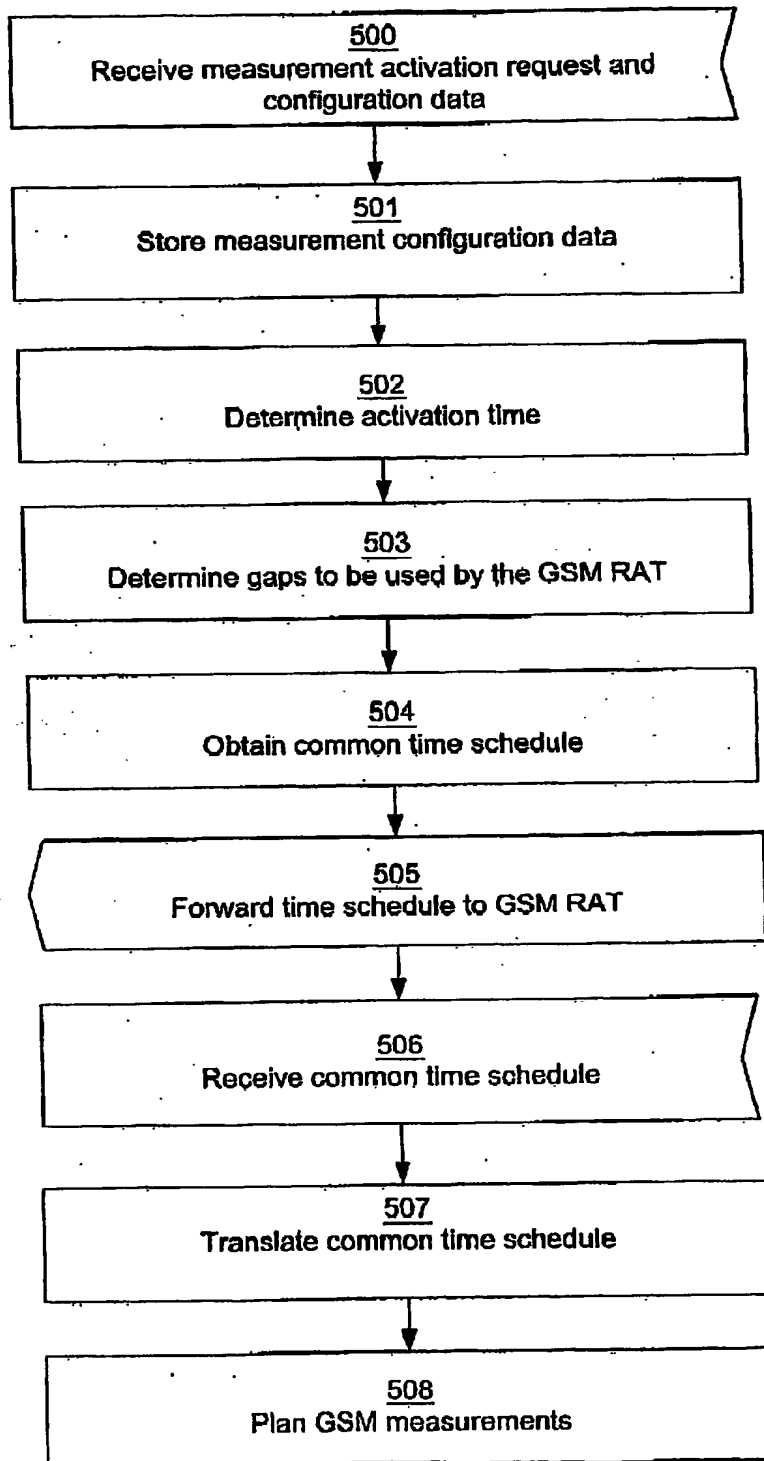 500
Receive measurement activation request and
configuration data
501
Store measurement configuration data
502
Determine activation time
503
Determine gaps to be used by the GSM RAT
504
Obtain common time schedule
505
Forward time schedule to GSM RAT
506
Receive common time schedule
507
Translate common time schedule
508
Plan GSM measurements